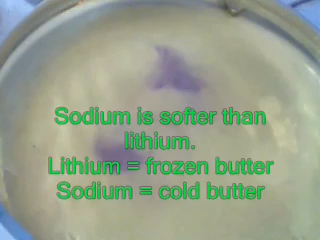 Sodium is softer than
lithium.
Lithium = frozen butter
Sodium = cold butter